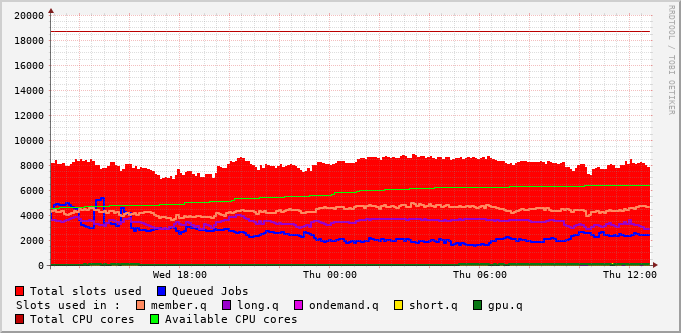 RRDTOOL / TOBI OETIKER
20000
18000
16000
14000
12000
10000
8000
6000
4000
2000
0
Wed 18:00 Thu 00:00 Thu 06:00 Thu 12:00
Total slots used Queued Jobs
Slots used in : member.q long.q ondemand.q short.q gpu.q
Total CPU cores Available CPU cores